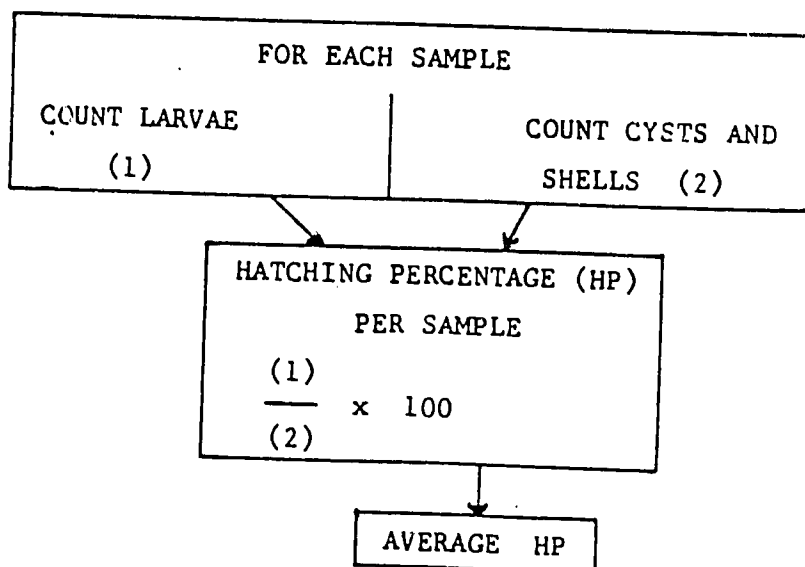 FOR EACH SAMPLE
COUNT LARVAE
(1)
COUNT CYSTS AND
SHELLS (2)
HATCHING PERCENTAGE (HP)
PER SAMPLE
(1)
(2)
x 100
AVERAGE HP